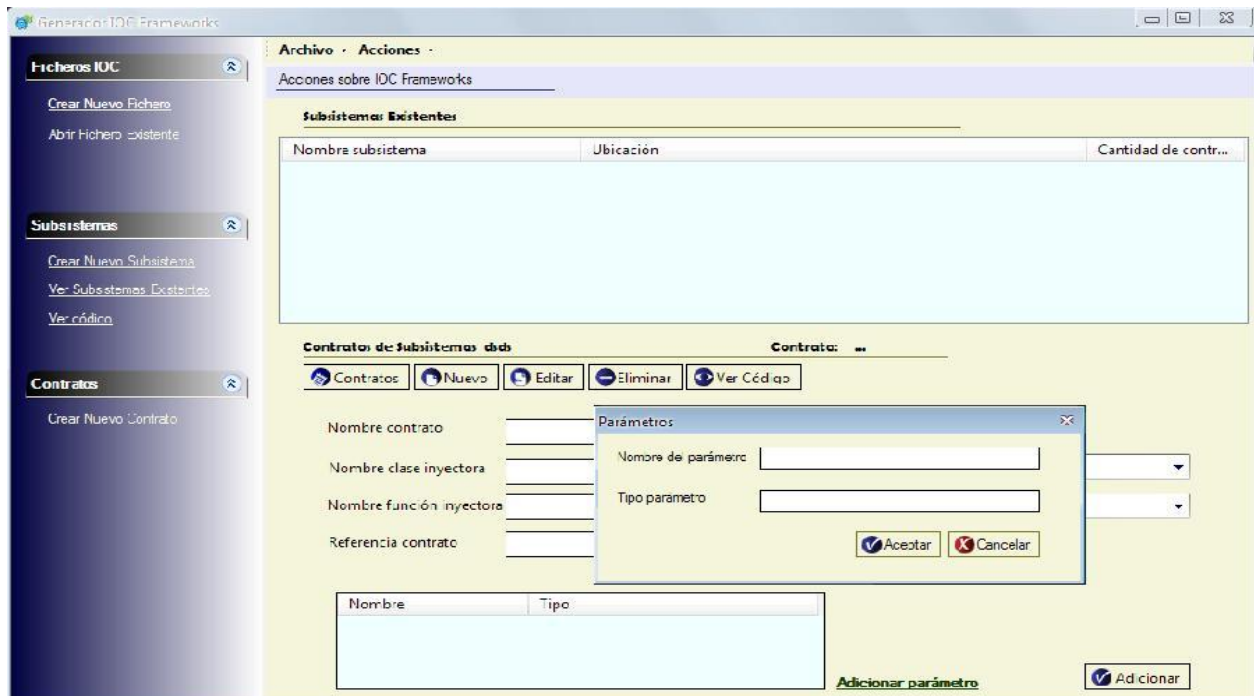 Generador IOC Frameworks
Ficheros IOC
Crear Nuevo Fichero
Abrir Fichero Existente
Subsistemas
Crear Nuevo Subsistema
Ver Subsistemas Existentes
Ver código
Contratos
Crear Nuevo Contrato
Archivo Acciones
Acciones sobre IOC Frameworks
Subsistemas Existentes
Nombre subsistema Ubicación Cantidad de contr...
Contratos de Subsistemas dsds Contrato: ...
Contratos Nuevo Editar Eliminar Ver Código
Nombre contrato
Nombre clase inyectora
Nombre función inyectora
Referencia contrato
Parámetros
Nombre del parámetro
Tipo parámetro
Aceptar Cancelar
Nombre Tipo
Adicionar parámetro
Adicionar